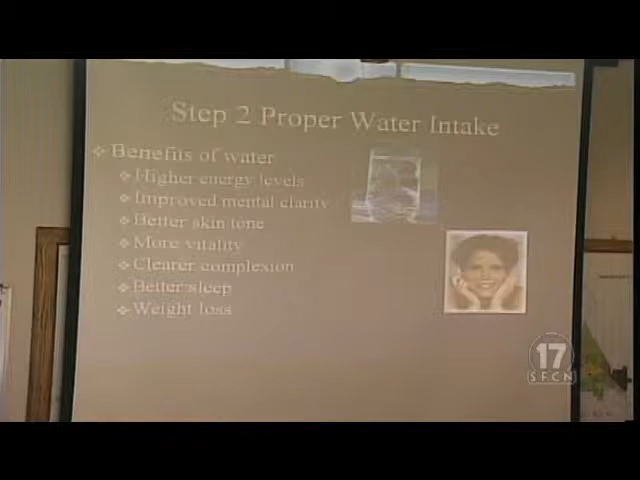 Step 2 Proper Water Intake
Benefits of water
Higher energy levels
Improved mental clarity
Better skin tone
More vitality
Clearer complexion
Better sleep
Weight loss
17
SFCN